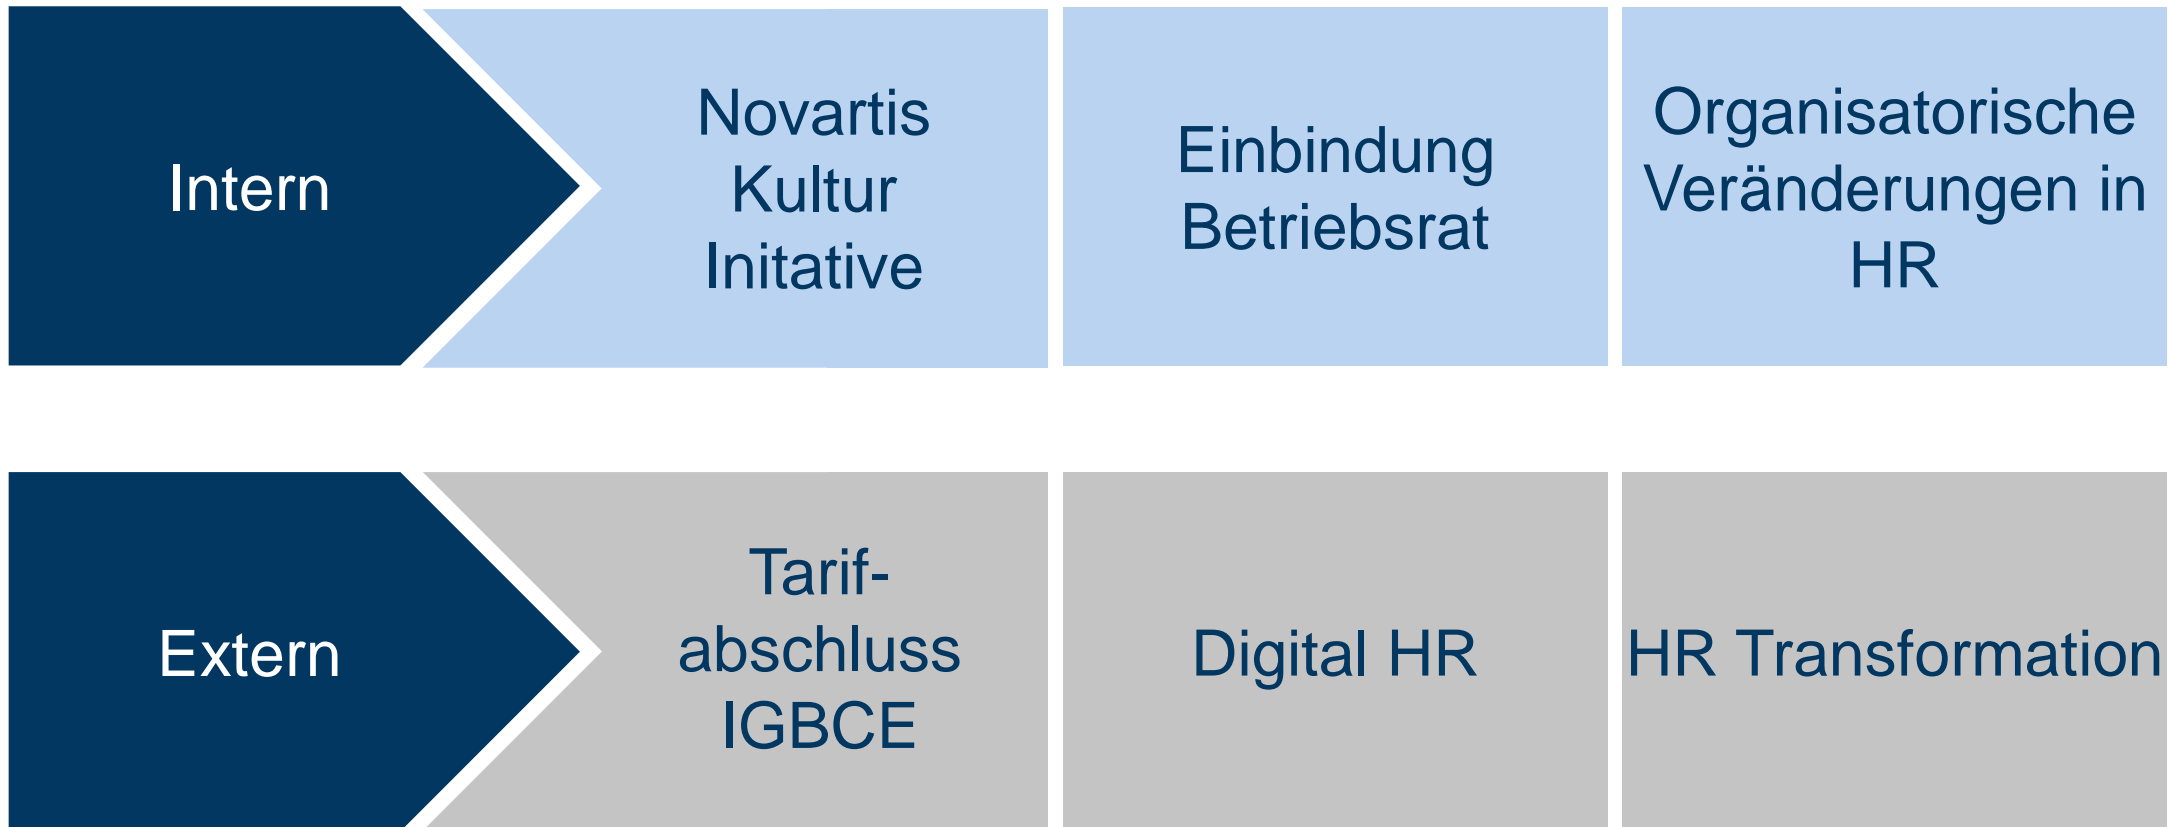 Intern
Novartis
Kultur
Initative
Einbindung
Betriebsrat
Organisatorische
Veränderungen in
HR
Extern
Tarif-
abschluss
IGBCE
Digital HR
HR Transformation